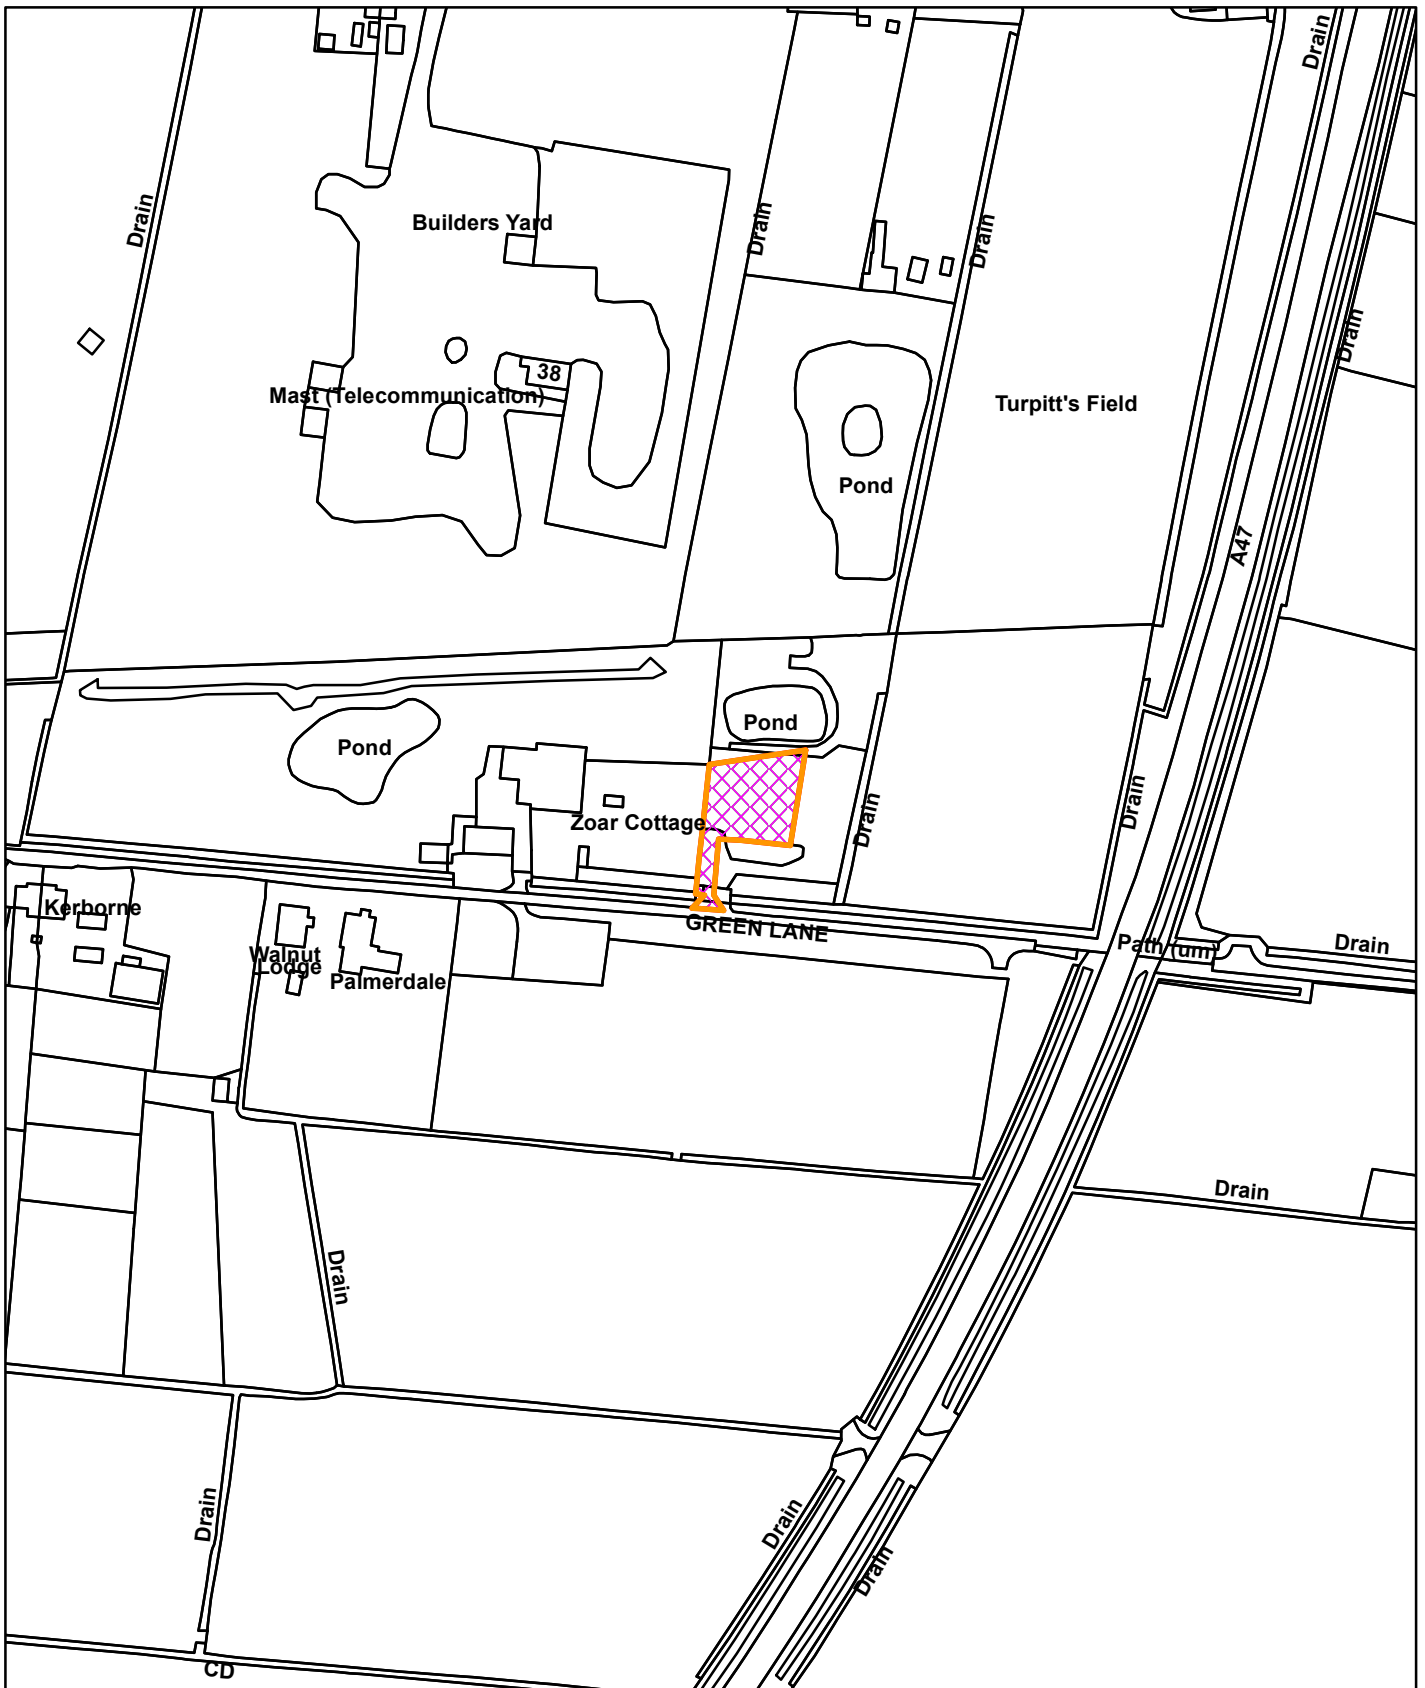 Drain
Drain
Builders Yard
Drain
Drain
Drain
38
Mast (Telecommunication)
Turpitt's Field
Pond
A47
Pond
Pond
Zoar Cottage
Drain
Drain
Kerborne
GREEN LANE
Path (um)
Drain
Walnut
Lodge
Palmerdale
Drain
Drain
Drain
Drain
Drain
CD